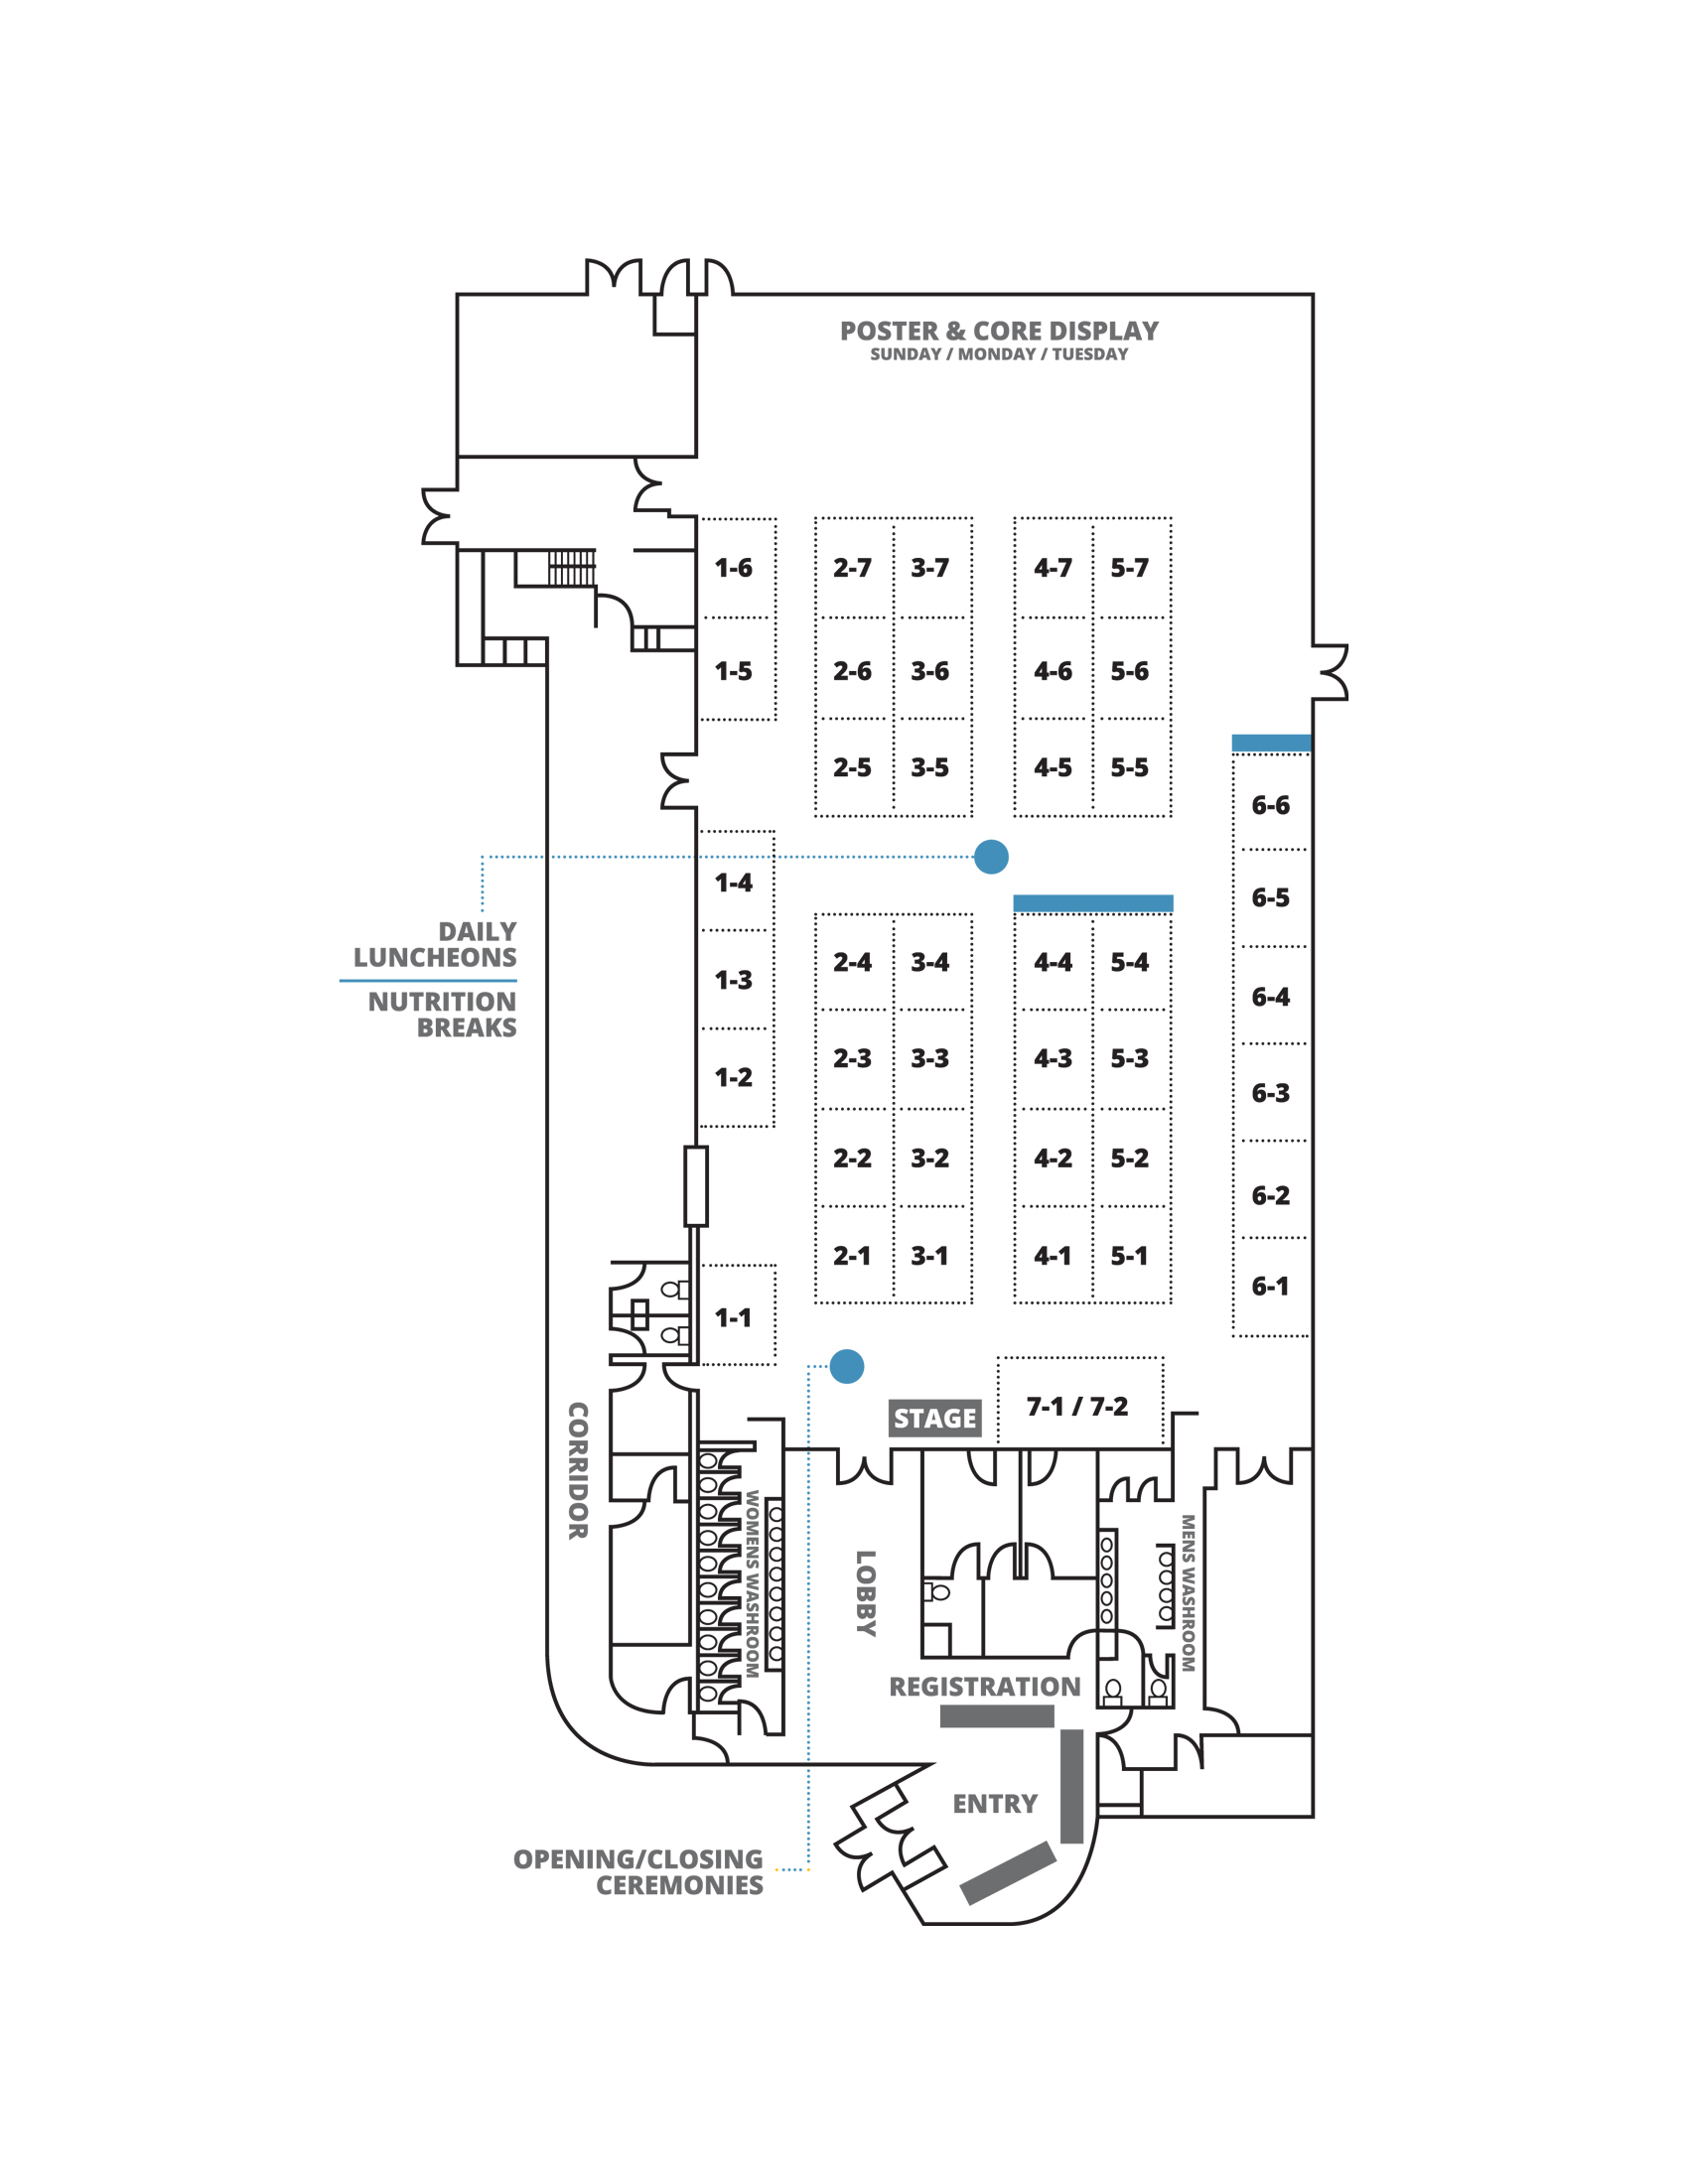 POSTER & CORE DISPLAY
SUNDAY / MONDAY / TUESDAY
1-6
2-7
3-7
4-7
5-7
1-5
2-6
3-6
4-6
5-6
2-5
3-5
4-5
5-5
6-6
1-4
6-5
DAILY
LUNCHEONS
NUTRITION
BREAKS
2-4
3-4
4-4
5-4
1-3
6-4
2-3
3-3
4-3
5-3
1-2
6-3
2-2
3-2
4-2
5-2
6-2
2-1
3-1
4-1
5-1
6-1
1-1
STAGE
7-1 / 7-2
CORRIDOR
WOMENS WASHROOM
LOBBY
MENS WASHROOM
REGISTRATION
ENTRY
OPENING/CLOSING
CEREMONIES